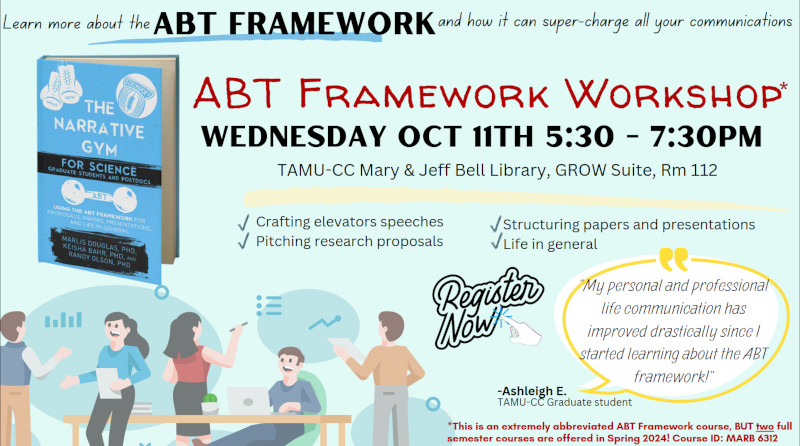 Learn more about the ABT FRAMEWORK and how it can super-charge all your communications
THE
NARRATIVE
GYM
FOR SCIENCE
GRADUATE STUDENTS AND POSTDOCS
ABT
USING THE ABT FRAMEWORK FOR
PROPOSALS, PAPERS, PRESENTATIONS,
AND LIFE IN GENERAL
MARLIS DOUGLAS, PHD,
KEISHA BAHR, PHD, AND
RANDY OLSON, PHD
ABT FRAMEWORK WORKSHOP*
WEDNESDAY OCT 11TH 5:30 - 7:30PM
TAMU-CC Mary & Jeff Bell Library, GROW Suite, Rm 112
Crafting elevators speeches
Pitching research proposals
Structuring papers and presentations
Life in general
Register
Now!
"My personal and professional
life communication has
improved drastically since I
started learning about the ABT
framework!"
-Ashleigh E.
TAMU-CC Graduate student
*This is an extremely abbreviated ABT Framework course, BUT two full
semester courses are offered in Spring 2024! Course ID: MARB 6312